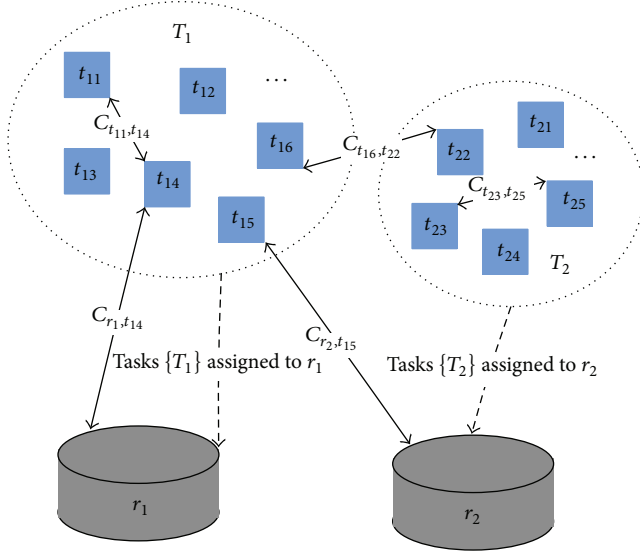 T₁
t₁₁
t₁₂
…
C_{t₁₁,t₁₄}
t₁₆
C_{t₁₆,t₂₂}
t₂₁
t₂₂
…
t₁₃
t₁₄
C_{t₂₃,t₂₅}
t₂₅
t₁₅
t₂₃
t₂₄
T₂
C_{r₁,t₁₄}
C_{r₂,t₁₅}
Tasks {T₁} assigned to r₁
Tasks {T₂} assigned to r₂
r₁
r₂